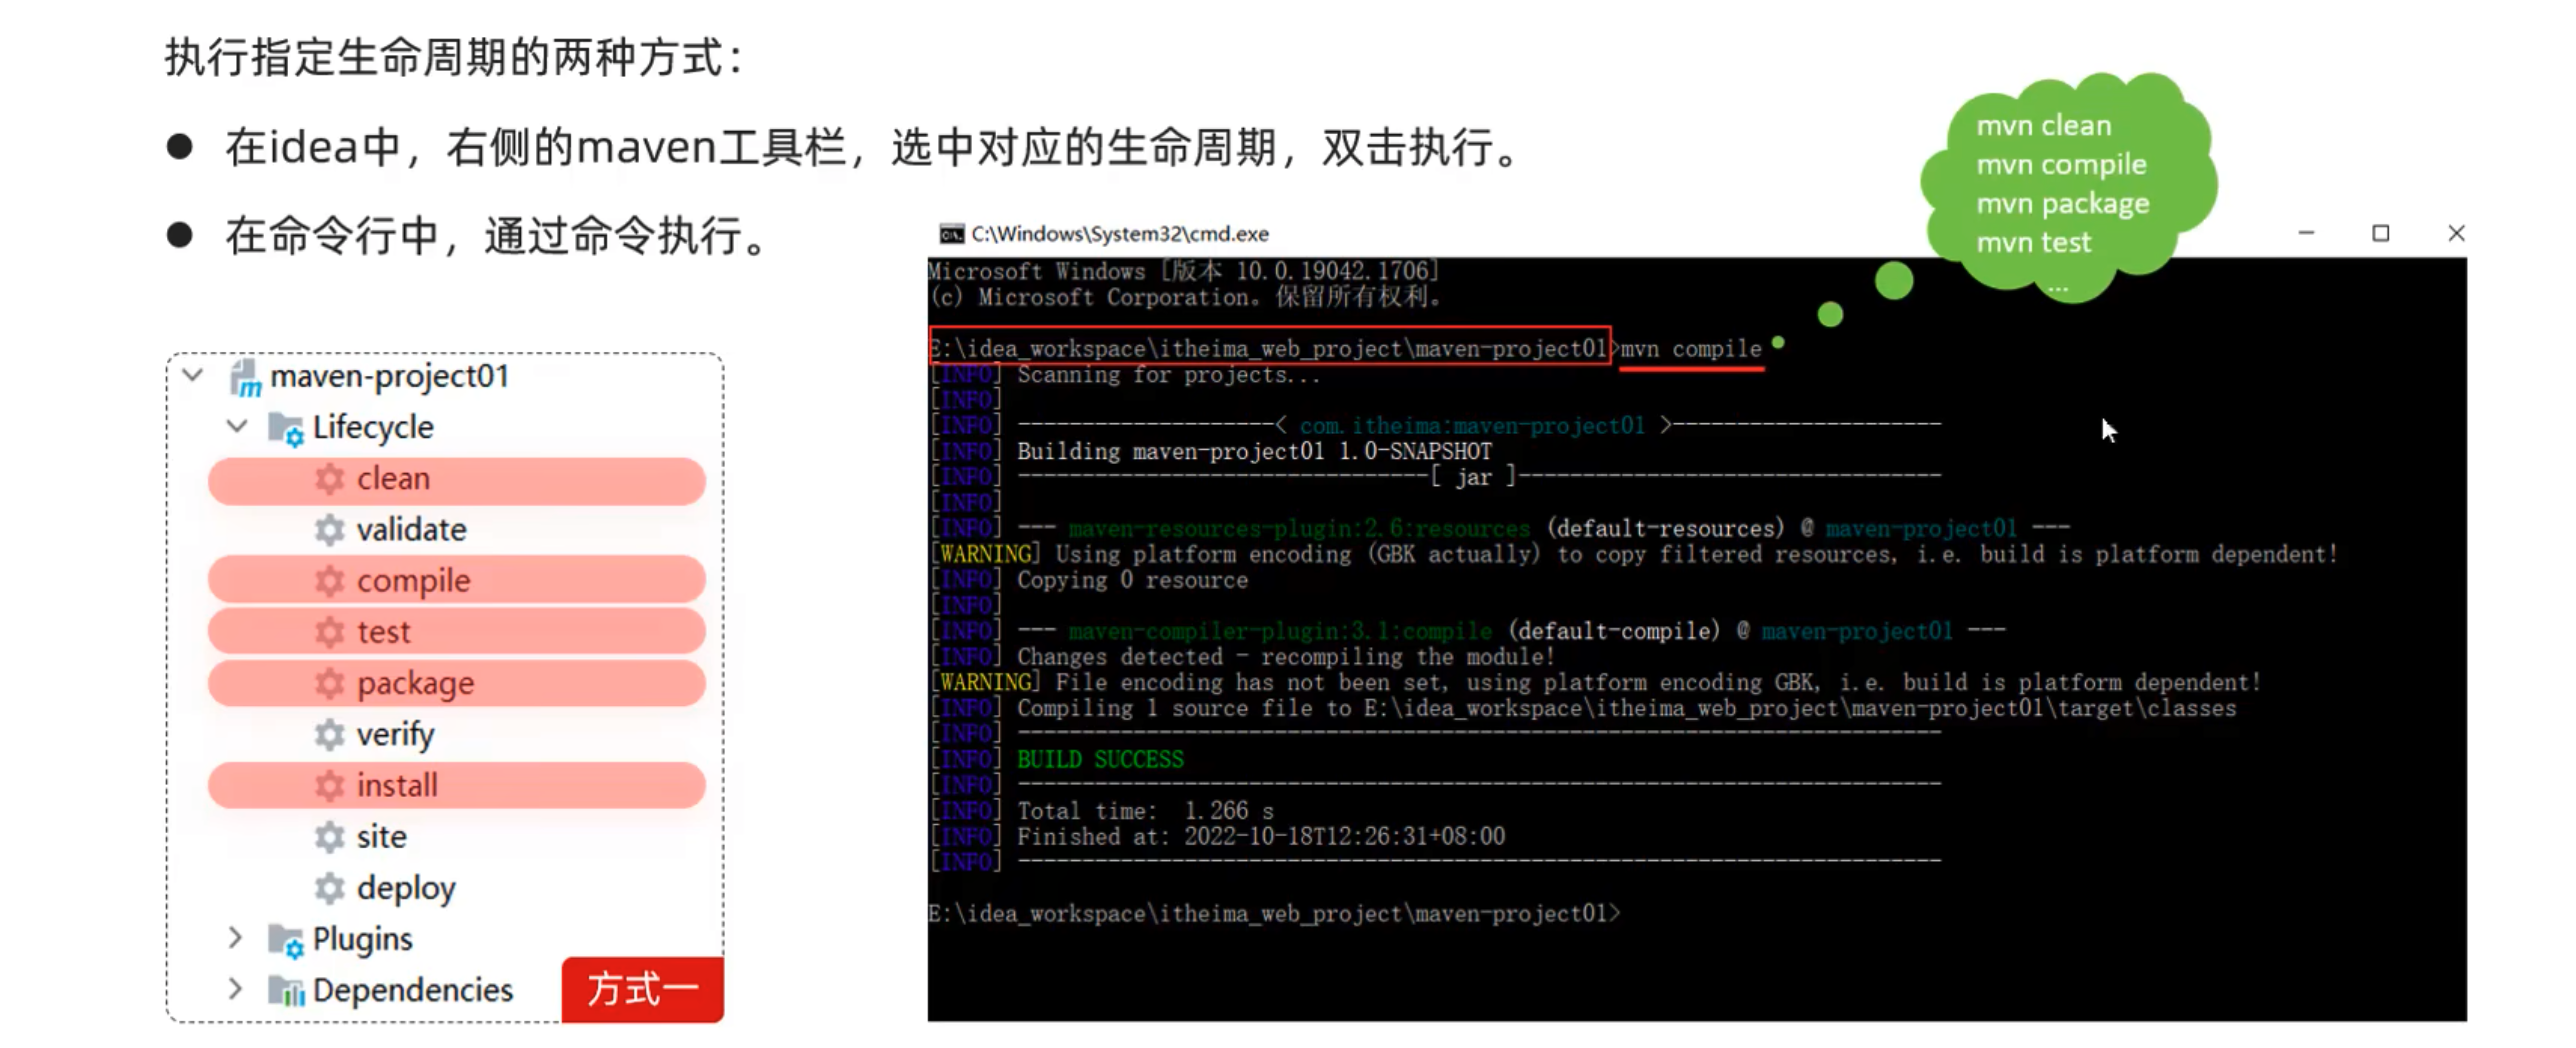 执行指定生命周期的两种方式：
● 在idea中，右侧的maven工具栏，选中对应的生命周期，双击执行。
● 在命令行中，通过命令执行。
maven-project01
Lifecycle
clean
validate
compile
test
package
verify
install
site
deploy
Plugins
Dependencies
方式一
mvn clean
mvn compile
mvn package
mvn test
...
C:\Windows\System32\cmd.exe
Microsoft Windows [版本 10.0.19042.1706]
(c) Microsoft Corporation。保留所有权利。
E:\idea_workspace\itheima_web_project\maven-project01>mvn compile
[INFO] Scanning for projects...
[INFO]
[INFO] --------------------< com.itheima:maven-project01 >---------------------
[INFO] Building maven-project01 1.0-SNAPSHOT
[INFO] --------------------------------[ jar ]---------------------------------
[INFO]
[INFO] --- maven-resources-plugin:2.6:resources (default-resources) @ maven-project01 ---
[WARNING] Using platform encoding (GBK actually) to copy filtered resources, i.e. build is platform dependent!
[INFO] Copying 0 resource
[INFO]
[INFO] --- maven-compiler-plugin:3.1:compile (default-compile) @ maven-project01 ---
[INFO] Changes detected - recompiling the module!
[WARNING] File encoding has not been set, using platform encoding GBK, i.e. build is platform dependent!
[INFO] Compiling 1 source file to E:\idea_workspace\itheima_web_project\maven-project01\target\classes
[INFO] ------------------------------------------------------------------------
[INFO] BUILD SUCCESS
[INFO] ------------------------------------------------------------------------
[INFO] Total time:  1.266 s
[INFO] Finished at: 2022-10-18T12:26:31+08:00
[INFO] ------------------------------------------------------------------------
E:\idea_workspace\itheima_web_project\maven-project01>